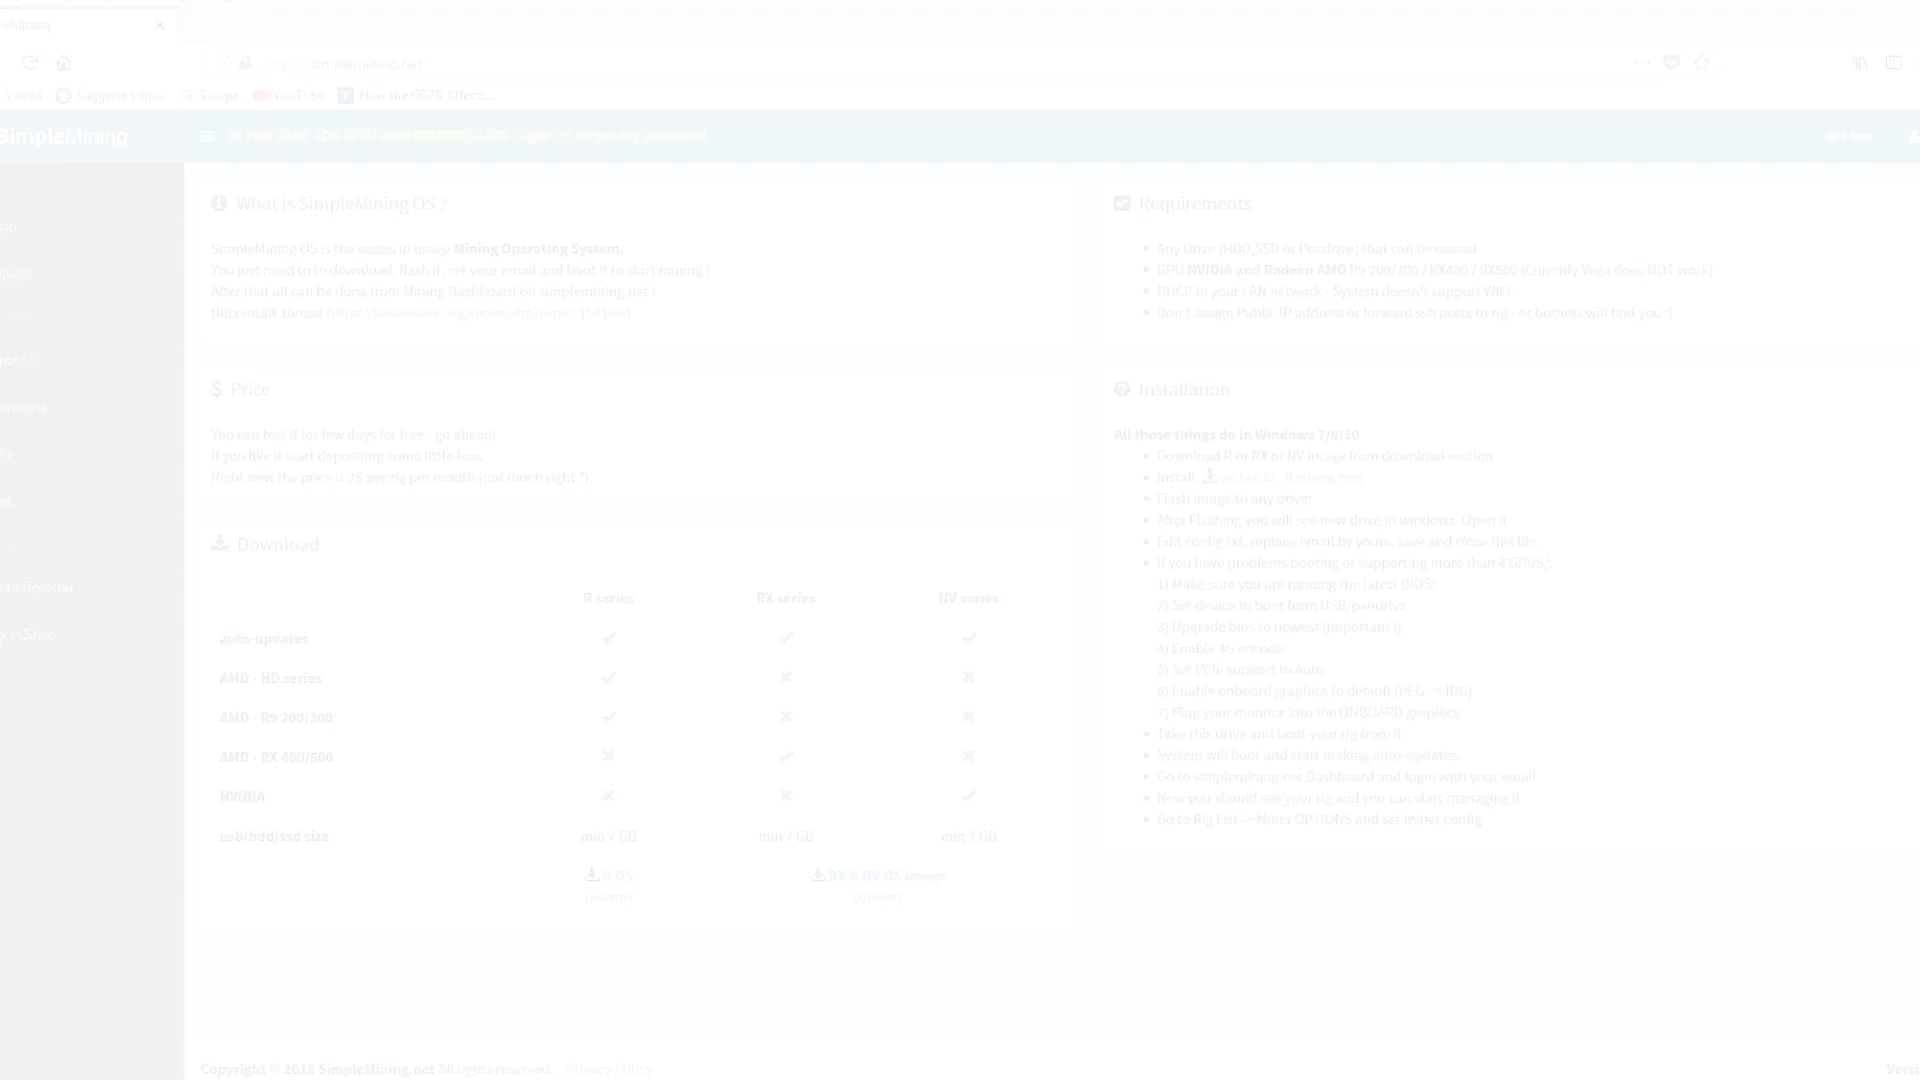 simplemining.net
Suggested Sites
Google
YouTube
How the GDPR Affects...
SimpleMining
What is SimpleMining OS ?
SimpleMining OS is the easies in usage Mining Operating System.
You just need to to download, flash it, set your email and boot it to start mining !
After that all can be done from Mining Dashboard on simplemining.net !
Bitcointalk thread
Price
You can test it for few days for free - go ahead!
If you like it start depositing some little fees.
Right now the price is 2$ per rig per month (not much right ?)
Download
R series RX series NV series
auto-updates
AMD - HD series
AMD - R9 200/300
AMD - RX 400/500
NVIDIA
usb/hdd/ssd size min 7 GB min 7 GB min 7 GB
R OS RX & NV OS image
(mirror) (mirror)
Requirements
Any Drive (HDD,SSD or Pendrive) that can be
GPU NVIDIA and Radeon AMD R9 200/300 / RX400 / RX500 (Curently Vega does NOT work)
DHCP in your LAN network - System doesn't support WIFI.
Don't assign Public IP address or forward ssh ports to rig - or botnets will find you :)
Installation
All those things do in Windows 7/8/10
Download R or RX or NV image from download section
Install: etcher.io - flashing tool
Flash image to any drive:
After Flashing you will see new drive in windows. Open it
Edit config.txt, replace email by yours, save and close this file
If you have problems booting or supporting more than 4 GPUS/:
1) Make sure you are running the latest BIOS:
2) Set device to boot from USB/pendrive
3) Upgrade bios to newest (important !)
4) Enable 4G encode
5) Set PCIe support to Auto
6) Enable onboard graphics to default (PEG -> IDG)
7) Plug your monitor into the ONBOARD graphics
Take this drive and boot your rig from it
System will boot and start making auto-updates.
Go to simplemining.net Dashboard and login with your email
Now you should see your rig and you can start managing it
Go to Rig List -> Miner OPTIONS and set miner config
Copyright © 2018 SimpleMining.net All rights reserved. Privacy Policy
Versi